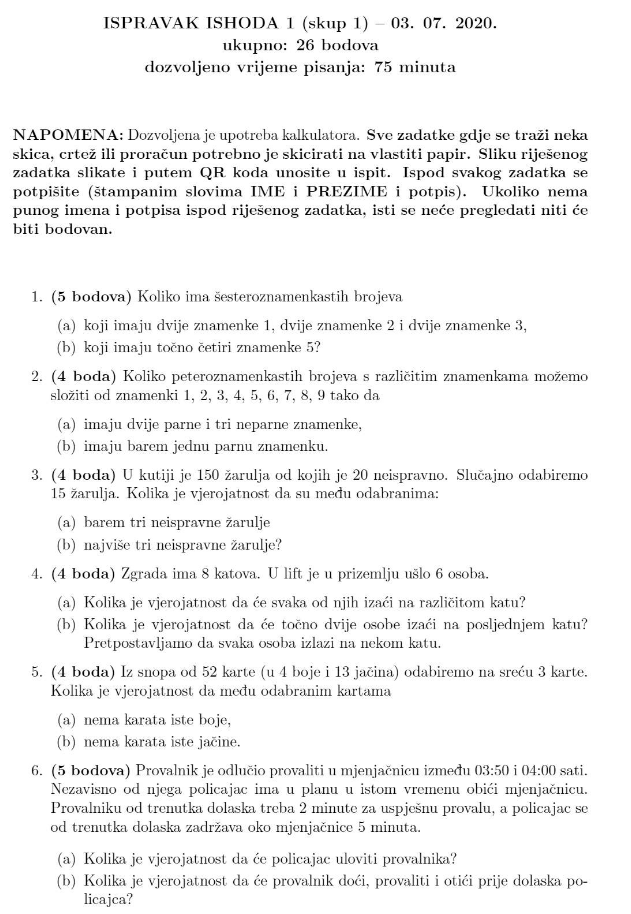 ISPRAVAK ISHODA 1 (skup 1) – 03. 07. 2020.
ukupno: 26 bodova
dozvoljeno vrijeme pisanja: 75 minuta
NAPOMENA: Dozvoljena je upotreba kalkulatora. Sve zadatke gdje se traži neka
skica, crtež ili proračun potrebno je skicirati na vlastiti papir. Sliku riješenog
zadatka slikate i putem QR koda unosite u ispit. Ispod svakog zadatka se
potpišite (štampanim slovima IME i PREZIME i potpis). Ukoliko nema
punog imena i potpisa ispod riješenog zadatka, isti se neće pregledati niti će
biti bodovan.
1. (5 bodova) Koliko ima šesteroznamenkastih brojeva
(a) koji imaju dvije znamenke 1, dvije znamenke 2 i dvije znamenke 3,
(b) koji imaju točno četiri znamenke 5?
2. (4 boda) Koliko peteroznamenkastih brojeva s različitim znamenkama možemo
složiti od znamenki 1, 2, 3, 4, 5, 6, 7, 8, 9 tako da
(a) imaju dvije parne i tri neparne znamenke,
(b) imaju barem jednu parnu znamenku.
3. (4 boda) U kutiji je 150 žarulja od kojih je 20 neispravno. Slučajno odabiremo
15 žarulja. Kolika je vjerojatnost da su među odabranima:
(a) barem tri neispravne žarulje
(b) najviše tri neispravne žarulje?
4. (4 boda) Zgrada ima 8 katova. U lift je u prizemlju ušlo 6 osoba.
(a) Kolika je vjerojatnost da će svaka od njih izaći na različitom katu?
(b) Kolika je vjerojatnost da će točno dvije osobe izaći na posljednjem katu?
Pretpostavljamo da svaka osoba izlazi na nekom katu.
5. (4 boda) Iz snopa od 52 karte (u 4 boje i 13 jačina) odabiremo na sreću 3 karte.
Kolika je vjerojatnost da među odabranim kartama
(a) nema karata iste boje,
(b) nema karata iste jačine.
6. (5 bodova) Provalnik je odlučio provaliti u mjenjačnicu između 03:50 i 04:00 sati.
Nezavisno od njega policajac ima u planu u istom vremenu obići mjenjačnicu.
Provalniku od trenutka dolaska treba 2 minute za uspješnu provalu, a policajac se
od trenutka dolaska zadržava oko mjenjačnice 5 minuta.
(a) Kolika je vjerojatnost da će policajac uloviti provalnika?
(b) Kolika je vjerojatnost da će provalnik doći, provaliti i otići prije dolaska po-
licajca?